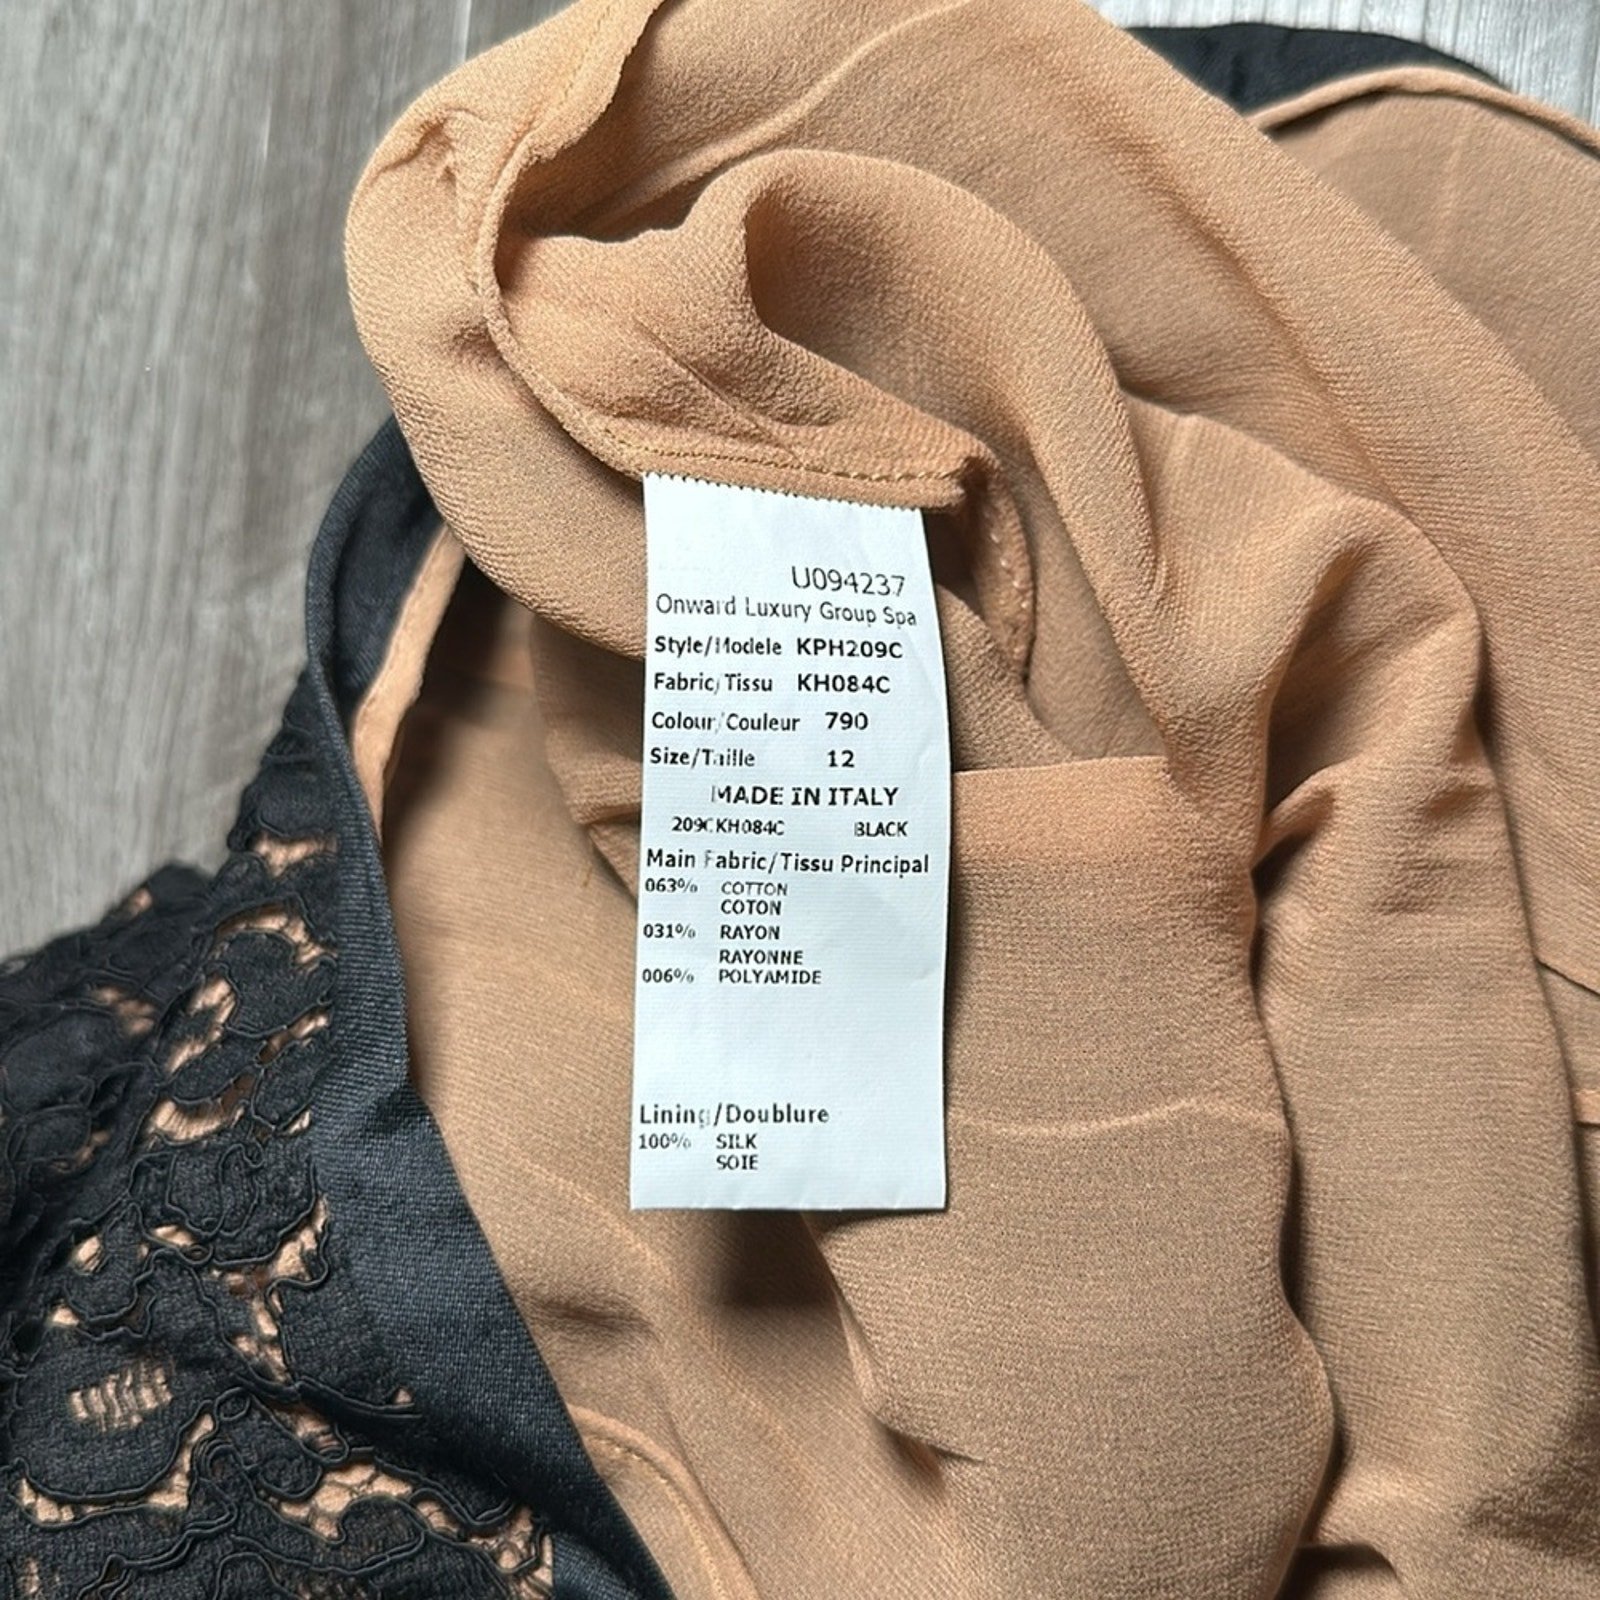 U094237
Onward Luxury Group Spa
Style/Modele KPH209C
Fabric/Tissu KH084C
Colour/Couleur 790
Size/Taille 12
MADE IN ITALY
209CKH084C BLACK
Main Fabric/Tissu Principal
063% COTTON
COTON
031% RAYON
RAYONNE
006% POLYAMIDE
Lining/Doublure
100% SILK
SOIE